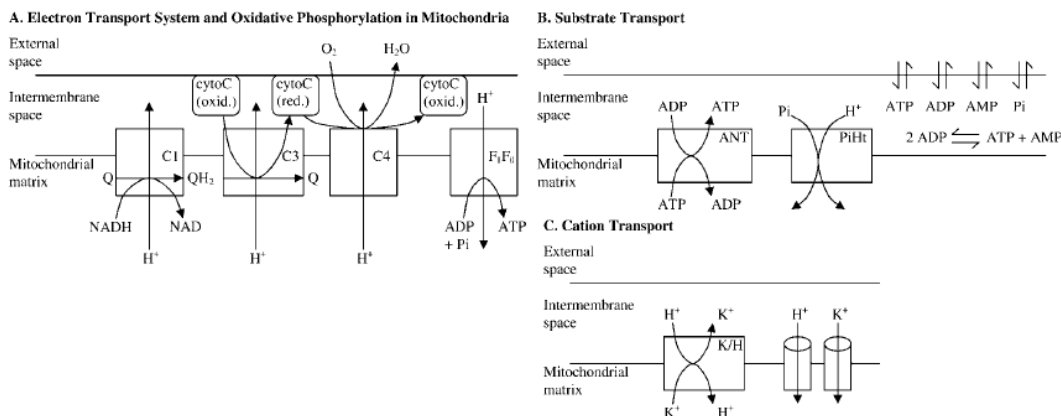 A. Electron Transport System and Oxidative Phosphorylation in Mitochondria
External
space
O₂
H₂O
Intermembrane
space
cytoC
(oxid.)
cytoC
(red.)
cytoC
(oxid.)
H⁺
C1
C3
C4
F₁F₀
Mitochondrial
matrix
Q
QH₂
Q
NADH
NAD
ADP
+ Pi
ATP
H⁺
H⁺
H⁺
B. Substrate Transport
External
space
Intermembrane
space
ATP
ADP
AMP
Pi
ADP
ATP
Pi
H⁺
2 ADP ⇌ ATP + AMP
ANT
PiHt
Mitochondrial
matrix
ATP
ADP
C. Cation Transport
External
space
Intermembrane
space
H⁺
K⁺
H⁺
K⁺
K/H
Mitochondrial
matrix
K⁺
H⁺